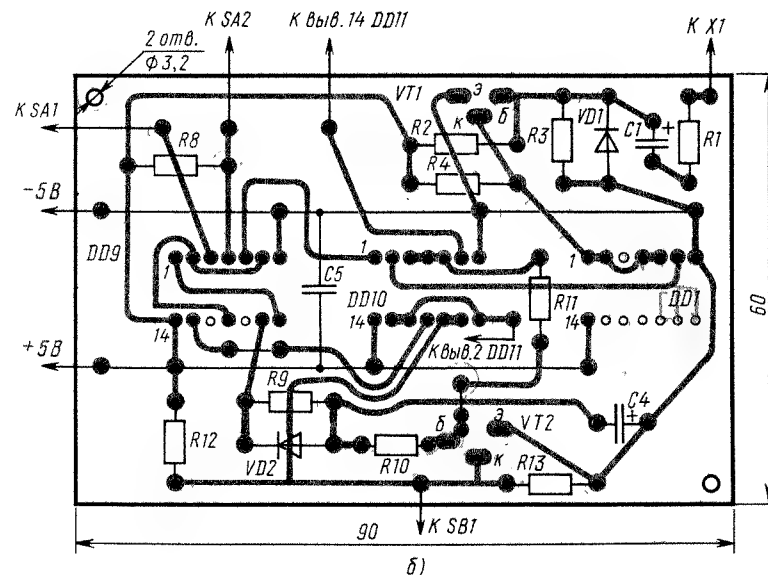 К SA2
К выв. 14 DD11
К X1
2 отв.
Ф 3,2
VT1
э
б
к
К SA1
R8
R2
R4
R3
VD1
C1
+
R1
−5В
DD9
1
1
1
C5
DD10
R11
DD1
14
14
14
К выв. 2 DD11
+5В
R9
R12
VD2
R10
б
э
VT2
к
C4
+
R13
60
90
К SB1
б)